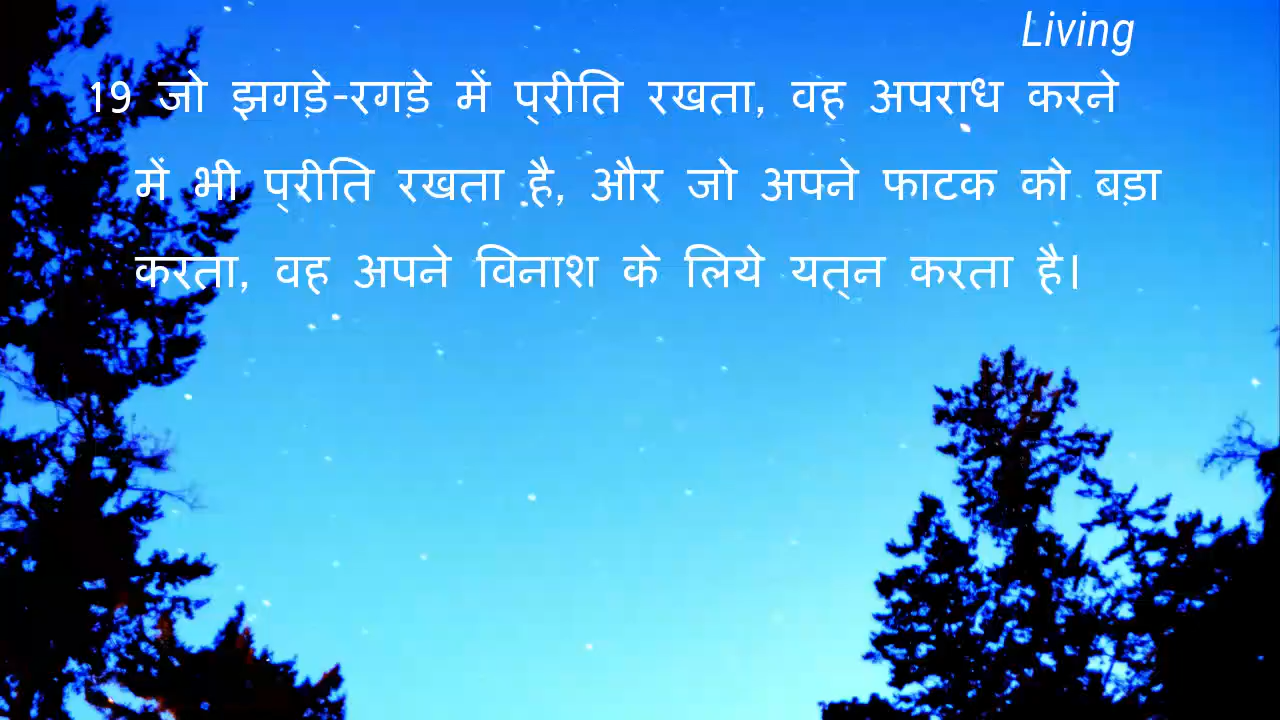 Living
19 जो झगड़े-रगड़े में प्रीति रखता, वह अपराध करने
में भी प्रीति रखता है, और जो अपने फाटक को बड़ा
करता, वह अपने विनाश के लिये यत्न करता है।